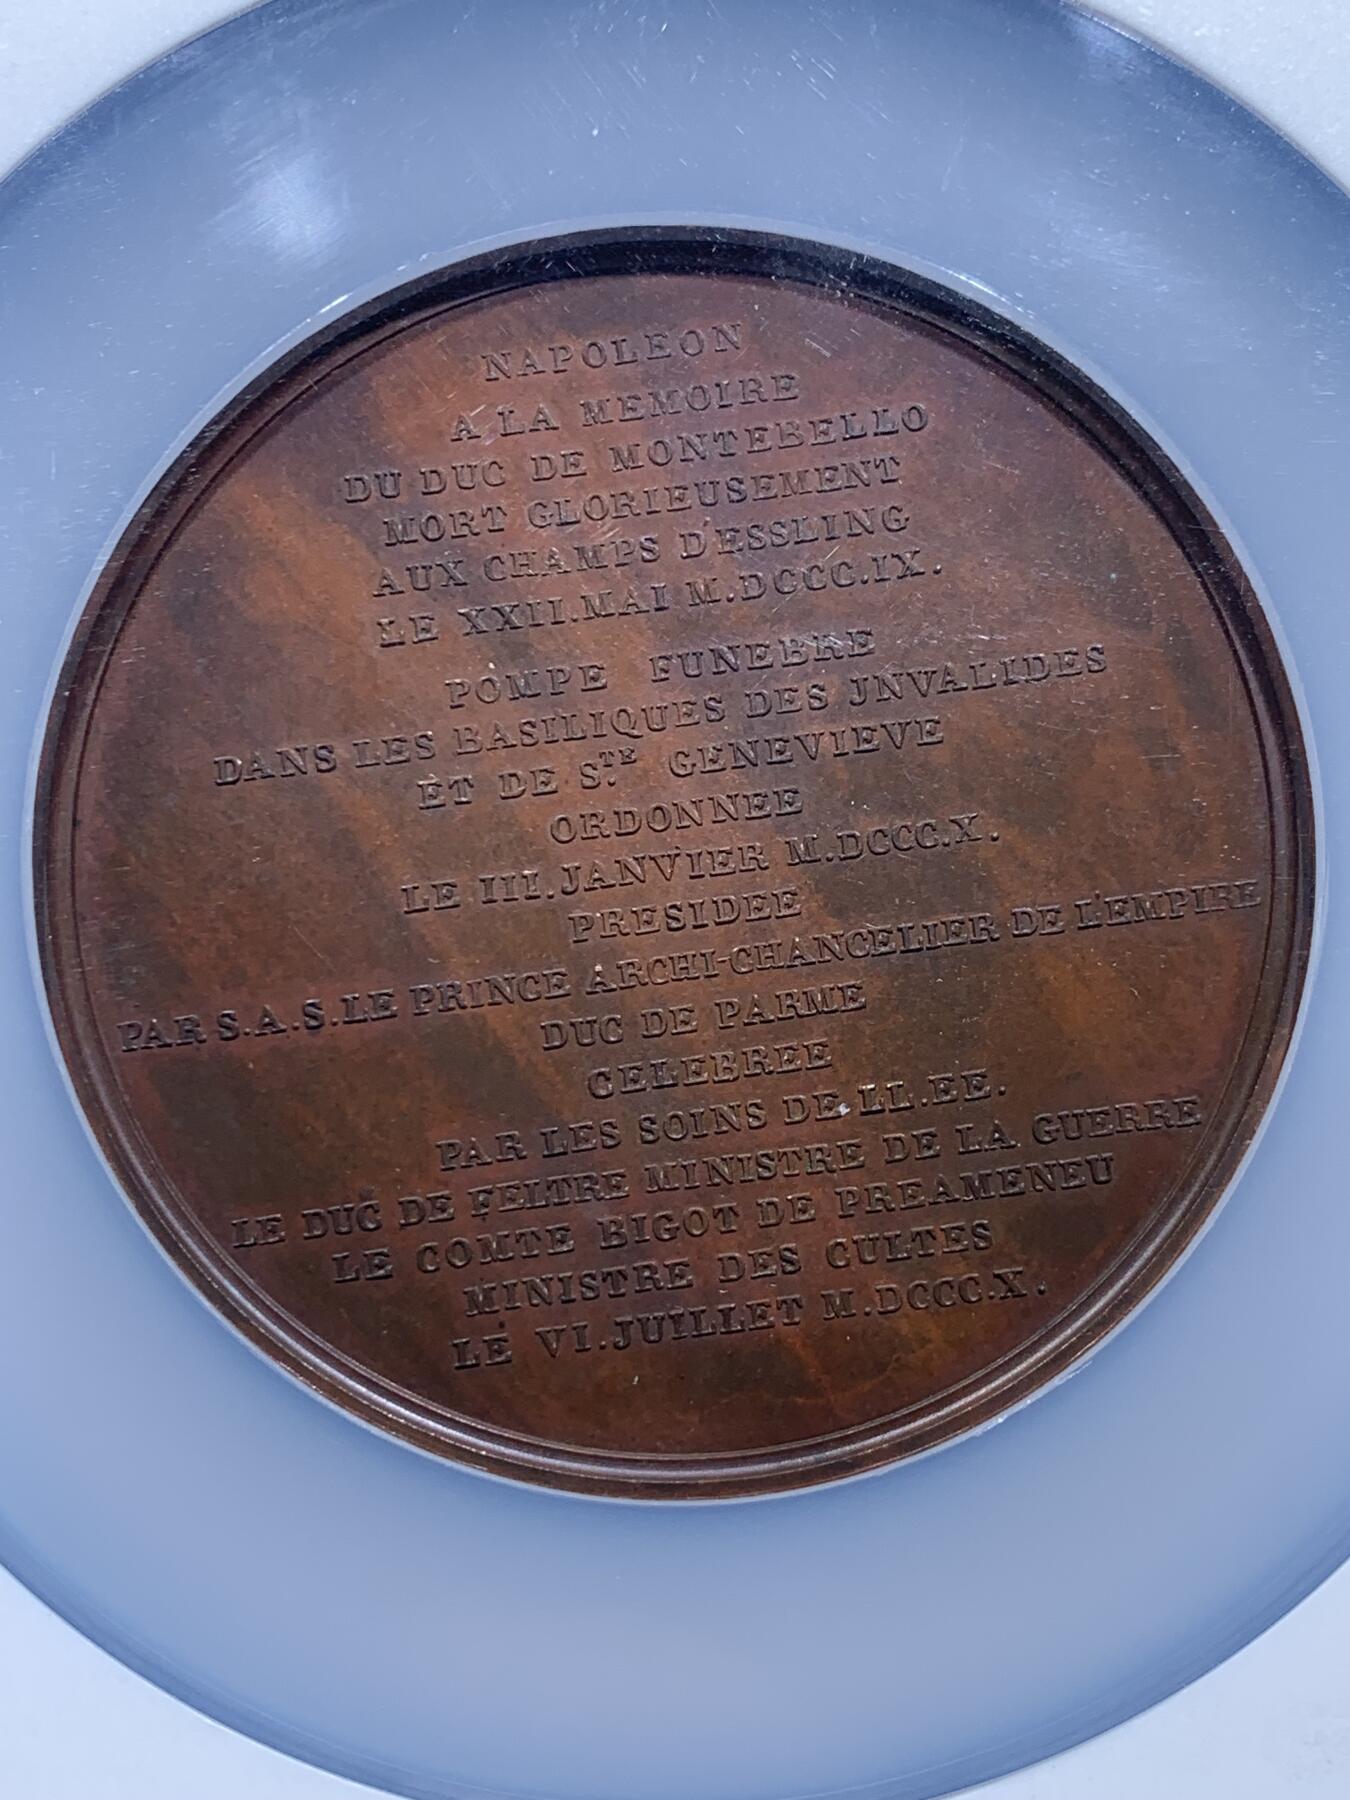 NAPOLEON
A LA MEMOIRE
DU DUC DE MONTEBELLO
MORT GLORIEUSEMENT
AUX CHAMPS D'ESSLING
LE XXII.MAI M.DCCC.IX.
POMPE FUNEBRE
DANS LES BASILIQUES DES JNVALIDES
ET DE S.TE GENEVIEVE
ORDONNEE
LE III.JANVIER M.DCCC.X.
PRESIDEE
PAR S.A.S.LE PRINCE ARCHI-CHANCELIER DE L'EMPIRE
DUC DE PARME
CELEBREE
PAR LES SOINS DE LL.EE.
LE DUC DE FELTRE MINISTRE DE LA GUERRE
LE COMTE BIGOT DE PREAMENEU
MINISTRE DES CULTES
LE VI.JUILLET M.DCCC.X.